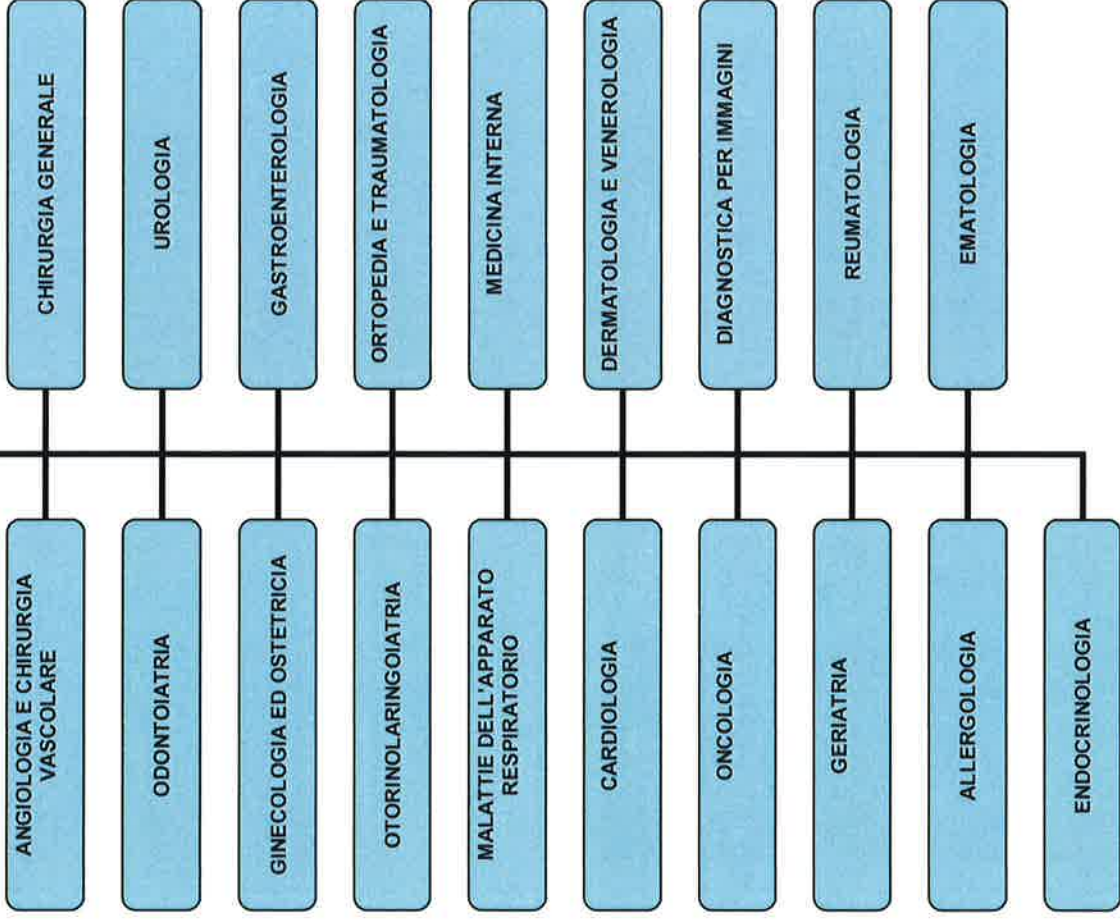 ANGIOLOGIA E CHIRURGIA
VASCOLARE
CHIRURGIA GENERALE
ODONTOIATRIA
UROLOGIA
GINECOLOGIA ED OSTETRICIA
GASTROENTEROLOGIA
OTORINOLARINGOIATRIA
ORTOPEDIA E TRAUMATOLOGIA
MALATTIE DELL'APPARATO
RESPIRATORIO
MEDICINA INTERNA
CARDIOLOGIA
DERMATOLOGIA E VENEROLOGIA
ONCOLOGIA
DIAGNOSTICA PER IMMAGINI
GERIATRIA
REUMATOLOGIA
ALLERGOLOGIA
EMATOLOGIA
ENDOCRINOLOGIA